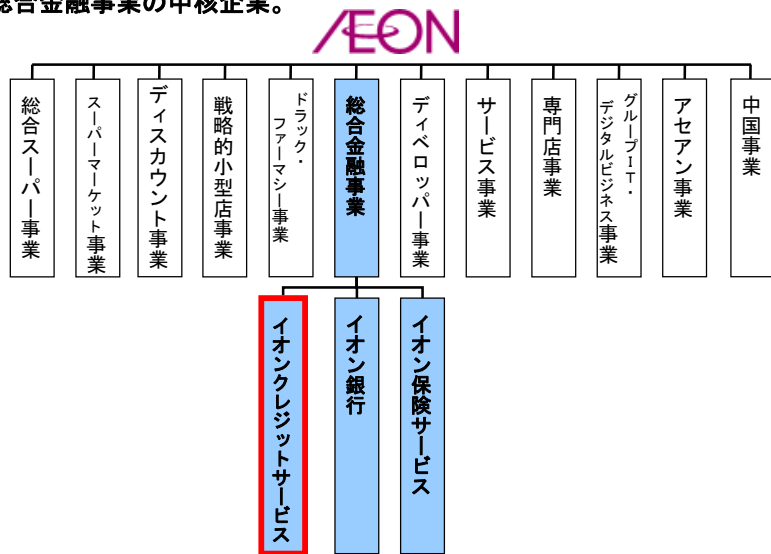 総合金融事業の中核企業。
ÆON
総合スーパー事業
スーパーマーケット事業
ディスカウント事業
戦略的小型店事業
ドラック・
ファーマシー事業
総合金融事業
ディベロッパー事業
サービス事業
専門店事業
グループIT・
デジタルビジネス事業
アセアン事業
中国事業
イオンクレジットサービス
イオン銀行
イオン保険サービス